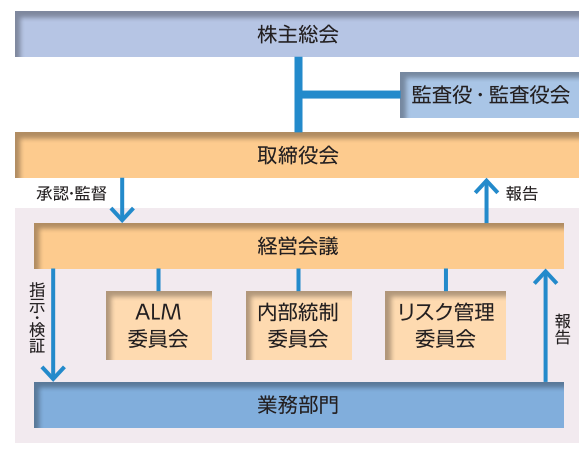 株主総会
監査役・監査役会
取締役会
承認・監督
報告
経営会議
指示・検証
ALM
委員会
内部統制
委員会
リスク管理
委員会
報告
業務部門